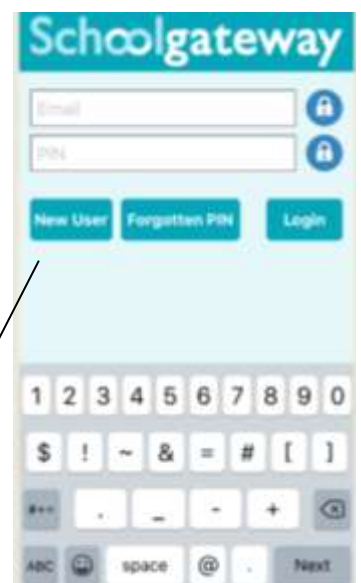 Schoolgateway
Email
PIN
New User Forgotten PIN Login
1 2 3 4 5 6 7 8 9 0
$ ! ~ & = # [ ]
#+= . _ - +
ABC space @ . Next